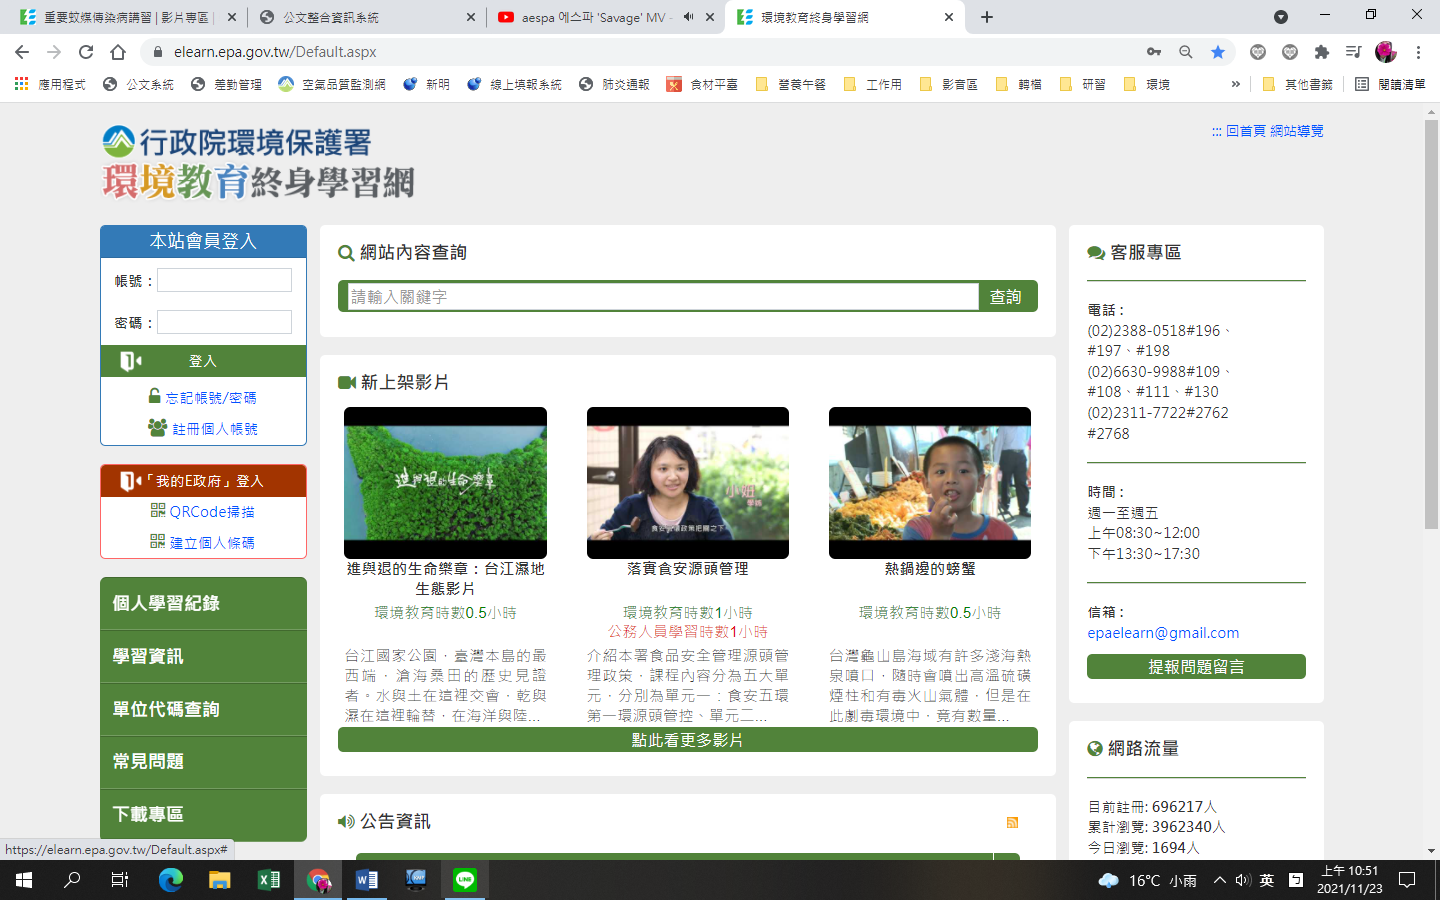 重要蚊媒傳染病講習 | 影片專區 |
公文整合資訊系統
aespa 에스파 'Savage' MV -
環境教育終身學習網
elearn.epa.gov.tw/Default.aspx
應用程式
公文系統
差勤管理
空氣品質監測網
新明
線上填報系統
肺炎通報
食材平臺
營養午餐
工作用
影音區
韓檔
研習
環境
»
其他書籤
閱讀清單
行政院環境保護署
環境教育終身學習網
::: 回首頁 網站導覽
本站會員登入
帳號：
密碼：
登入
忘記帳號/密碼
註冊個人帳號
「我的E政府」登入
QRCode掃描
建立個人條碼
個人學習紀錄
學習資訊
單位代碼查詢
常見問題
下載專區
網站內容查詢
請輸入關鍵字
查詢
新上架影片
進與退的生命樂章
小妞
食安管理政策把關之下
進與退的生命樂章：台江濕地
生態影片
環境教育時數0.5小時
台江國家公園，臺灣本島的最
西端，滄海桑田的歷史見證
者。水與土在這裡交會，乾與
濕在這裡輪替，在海洋與陸...
落實食安源頭管理
環境教育時數1小時
公務人員學習時數1小時
介紹本署食品安全管理源頭管
理政策，課程內容分為五大單
元，分別為單元一：食安五環
第一環源頭管控、單元二...
熱鍋邊的螃蟹
環境教育時數0.5小時
台灣龜山島海域有許多淺海熱
泉噴口，隨時會噴出高溫硫磺
煙柱和有毒火山氣體，但是在
此劇毒環境中，竟有數量...
點此看更多影片
公告資訊
客服專區
電話：
(02)2388-0518#196、
#197、#198
(02)6630-9988#109、
#108、#111、#130
(02)2311-7722#2762
#2768
時間：
週一至週五
上午08:30~12:00
下午13:30~17:30
信箱：
epaelearn@gmail.com
提報問題留言
網路流量
目前註冊: 696217人
累計瀏覽: 3962340人
今日瀏覽: 1694人
https://elearn.epa.gov.tw/Default.aspx#
16°C 小雨
英
上午 10:51
2021/11/23